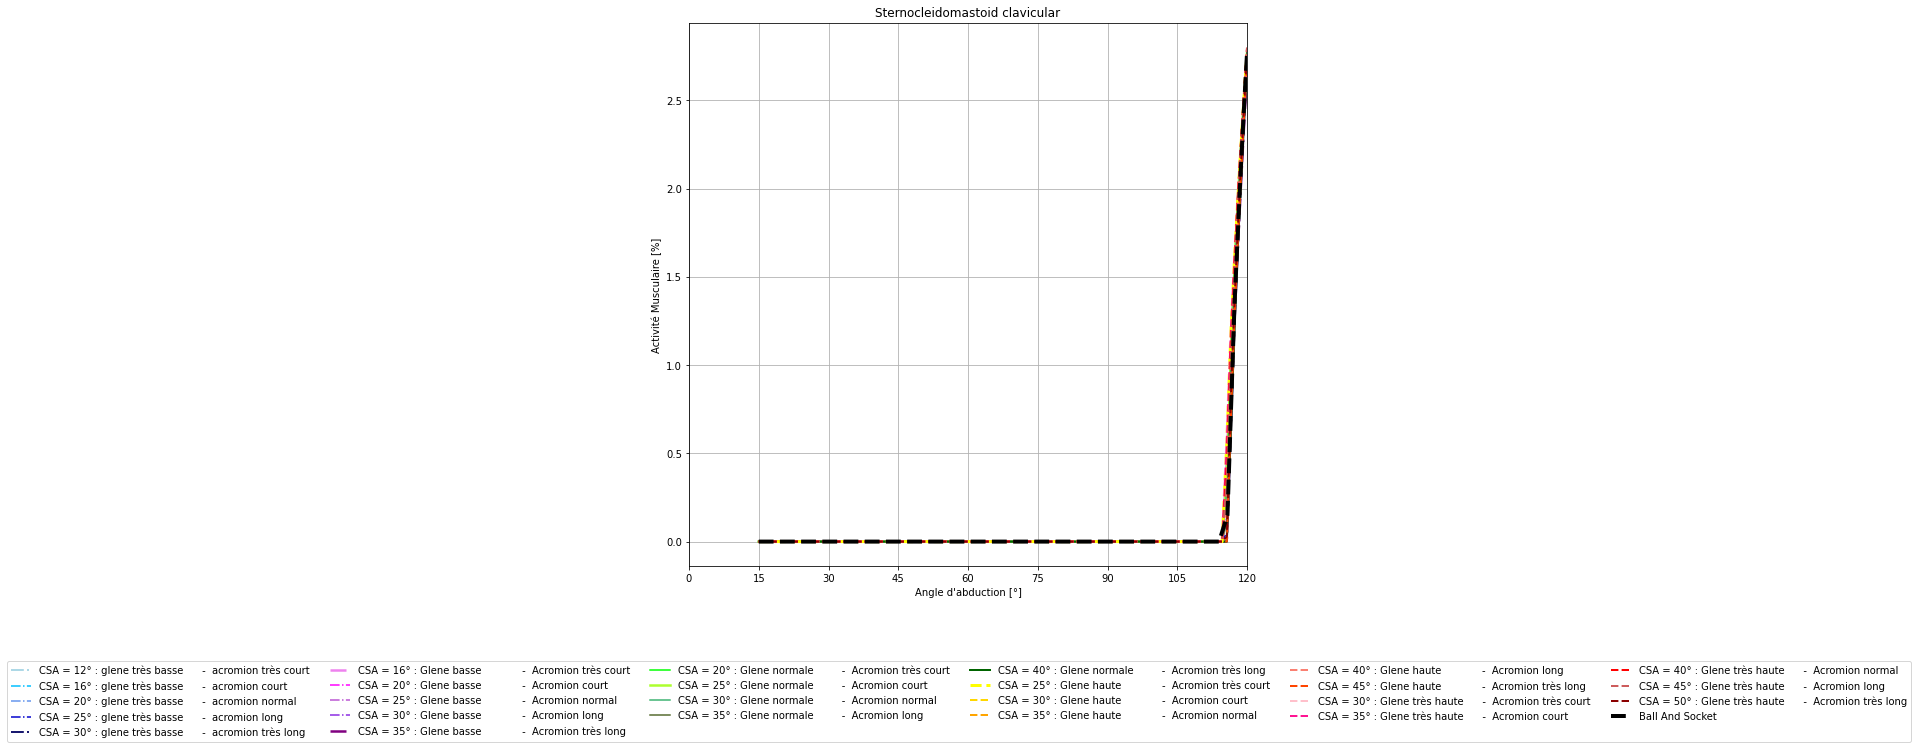 Sternocleidomastoid clavicular
Activité Musculaire [%]
2.5
2.0
1.5
1.0
0.5
0.0
0 15 30 45 60 75 90 105 120
Angle d'abduction [°]
CSA = 12° : glene très basse - acromion très court
CSA = 16° : glene très basse - acromion court
CSA = 20° : glene très basse - acromion normal
CSA = 25° : glene très basse - acromion long
CSA = 30° : glene très basse - acromion très long
CSA = 16° : Glene basse - Acromion très court
CSA = 20° : Glene basse - Acromion court
CSA = 25° : Glene basse - Acromion normal
CSA = 30° : Glene basse - Acromion long
CSA = 35° : Glene basse - Acromion très long
CSA = 20° : Glene normale - Acromion très court
CSA = 25° : Glene normale - Acromion court
CSA = 30° : Glene normale - Acromion normal
CSA = 35° : Glene normale - Acromion long
CSA = 40° : Glene normale - Acromion très long
CSA = 25° : Glene haute - Acromion très court
CSA = 30° : Glene haute - Acromion court
CSA = 35° : Glene haute - Acromion normal
CSA = 40° : Glene haute - Acromion long
CSA = 45° : Glene haute - Acromion très long
CSA = 30° : Glene très haute - Acromion très court
CSA = 35° : Glene très haute - Acromion court
CSA = 40° : Glene très haute - Acromion normal
CSA = 45° : Glene très haute - Acromion long
CSA = 50° : Glene très haute - Acromion très long
Ball And Socket